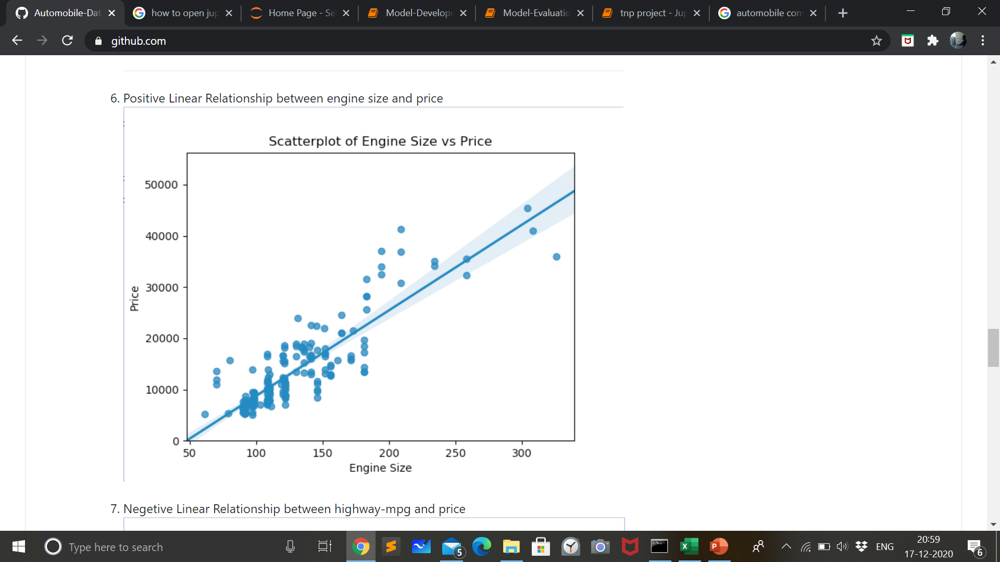 Automobile-Dat
how to open jup
Home Page - Se
Model-Develop
Model-Evaluatio
tnp project - Ju
automobile com
github.com
6. Positive Linear Relationship between engine size and price
Scatterplot of Engine Size vs Price
50000
40000
30000
20000
10000
0
Price
50 100 150 200 250 300
Engine Size
7. Negetive Linear Relationship between highway-mpg and price
Type here to search
5
ENG
20:59
17-12-2020
6